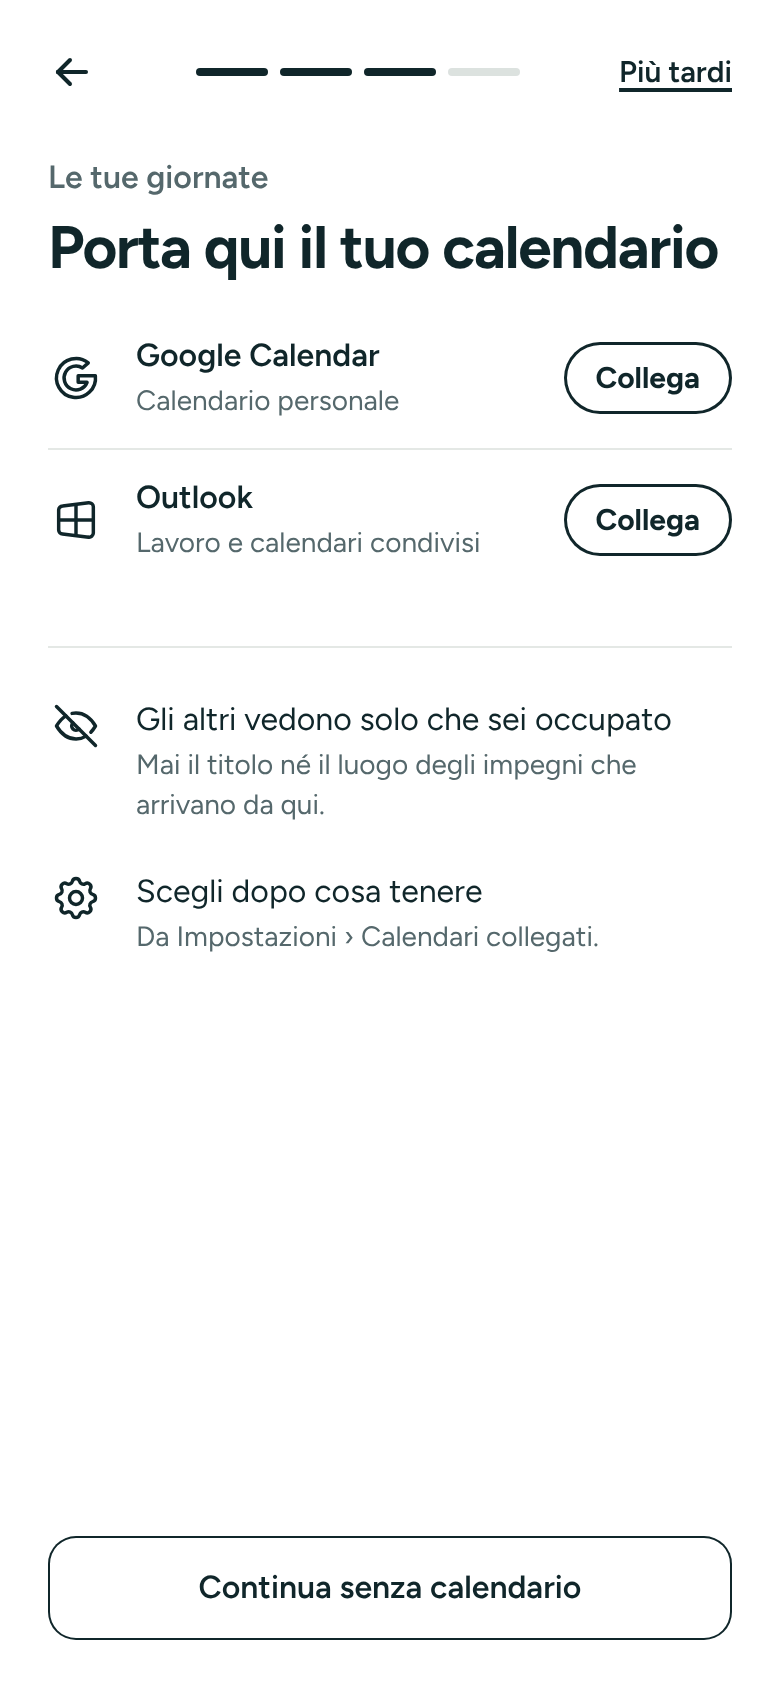 Più tardi
Le tue giornate
Porta qui il tuo calendario
Google Calendar
Calendario personale
Collega
Outlook
Lavoro e calendari condivisi
Collega
Gli altri vedono solo che sei occupato
Mai il titolo né il luogo degli impegni che
arrivano da qui.
Scegli dopo cosa tenere
Da Impostazioni › Calendari collegati.
Continua senza calendario